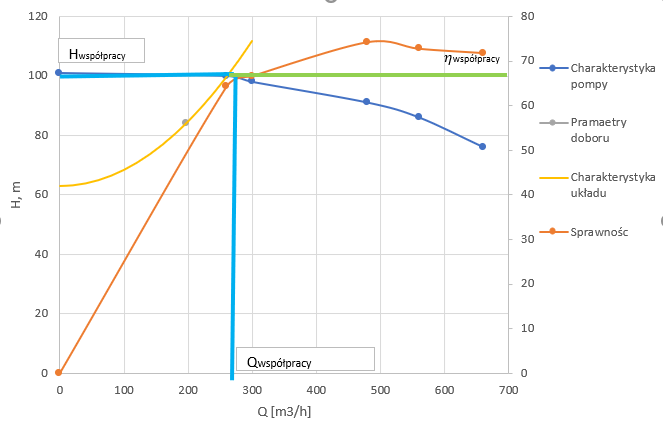 120
100
80
60
40
20
0
H, m
Hwspółpracy
ηwspółpracy
Qwspółpracy
80
70
60
50
40
30
20
10
0
0 100 200 300 400 500 600 700
Q [m3/h]
Charakterystyka
pompy
Pramaetry
doboru
Charakterystyka
układu
Sprawnośc